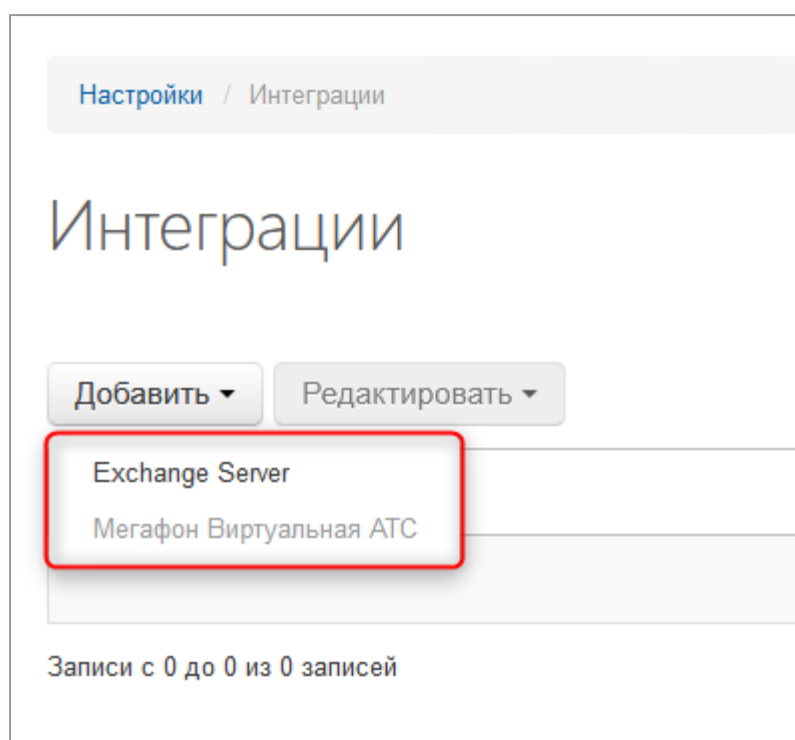 Настройки / Интеграции
Интеграции
Добавить Редактировать
Exchange Server
Мегафон Виртуальная АТС
Записи с 0 до 0 из 0 записей